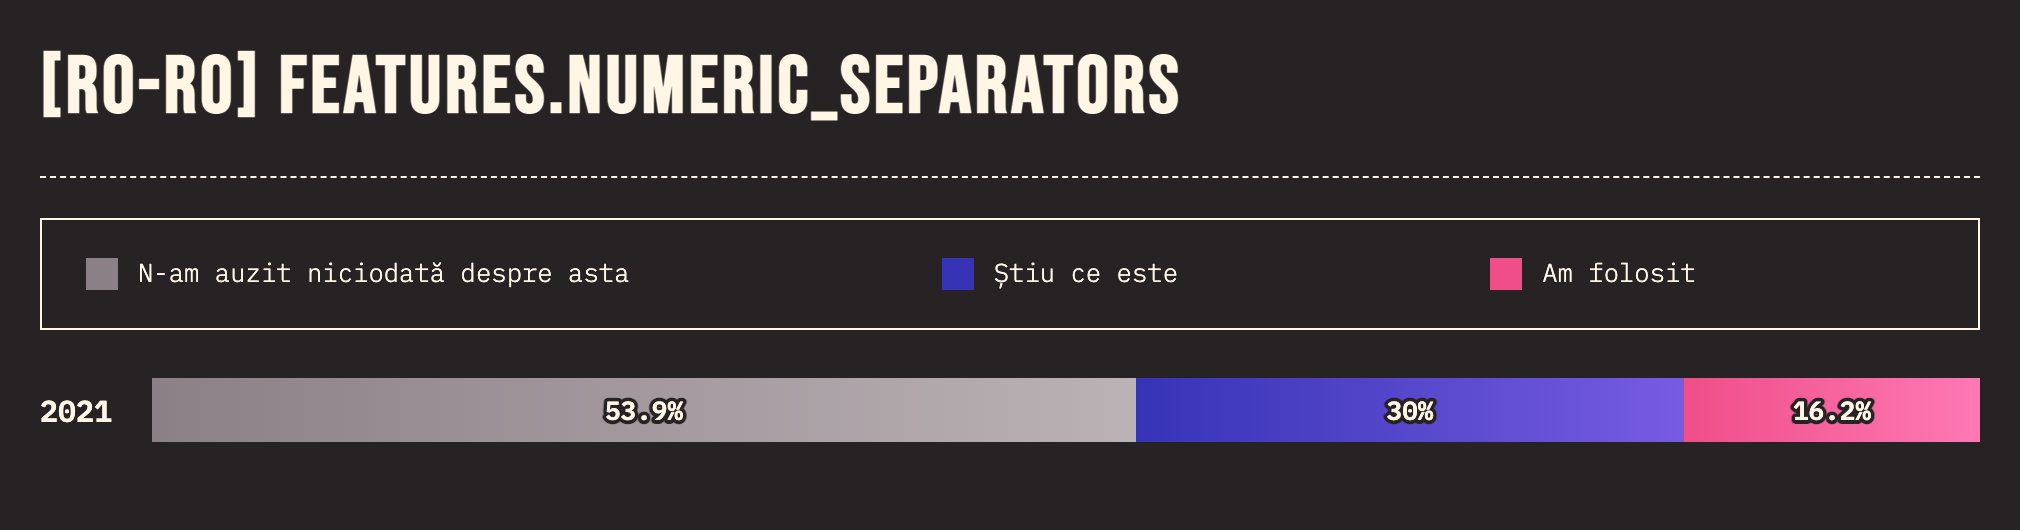 [RO-RO] FEATURES.NUMERIC_SEPARATORS
N-am auzit niciodată despre asta Știu ce este Am folosit
2021 53.9% 30% 16.2%